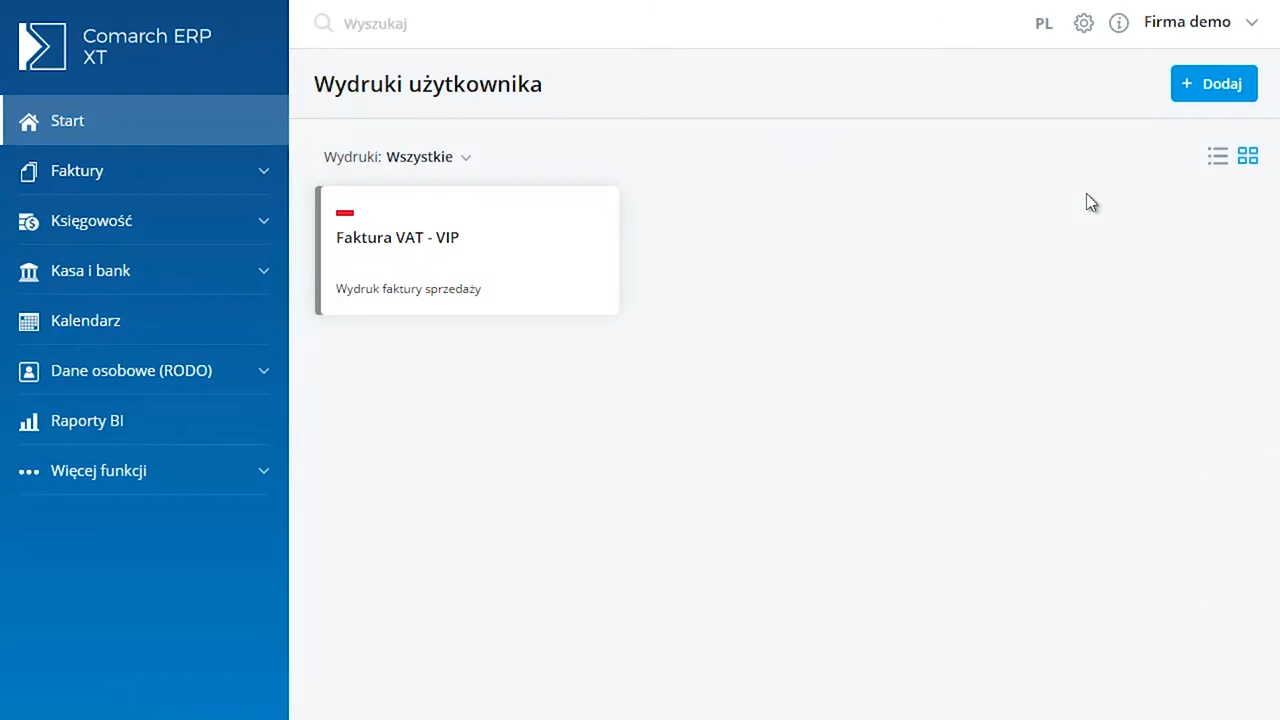 Comarch ERP
XT
Wyszukaj
PL
Firma demo
Wydruki użytkownika
+ Dodaj
Start
Faktury
Księgowość
Kasa i bank
Kalendarz
Dane osobowe (RODO)
Raporty BI
Więcej funkcji
Wydruki: Wszystkie
Faktura VAT - VIP
Wydruk faktury sprzedaży